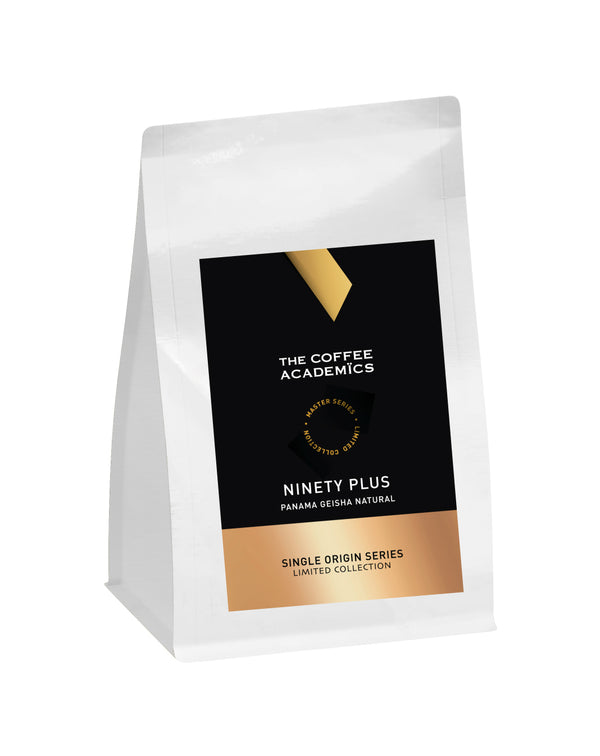 THE COFFEE
ACADEMÏCS
MASTER SERIES • LIMITED COLLECTION •
NINETY PLUS
PANAMA GEISHA NATURAL
SINGLE ORIGIN SERIES
LIMITED COLLECTION